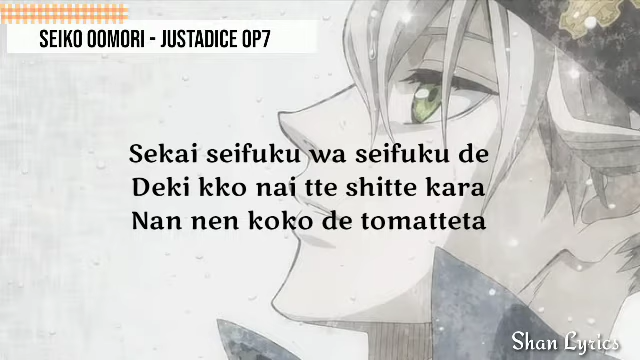 SEIKO OOMORI - JUSTADICE OP7
Sekai seifuku wa seifuku de
Deki kko nai tte shitte kara
Nan nen koko de tomatteta
Shan Lyrics